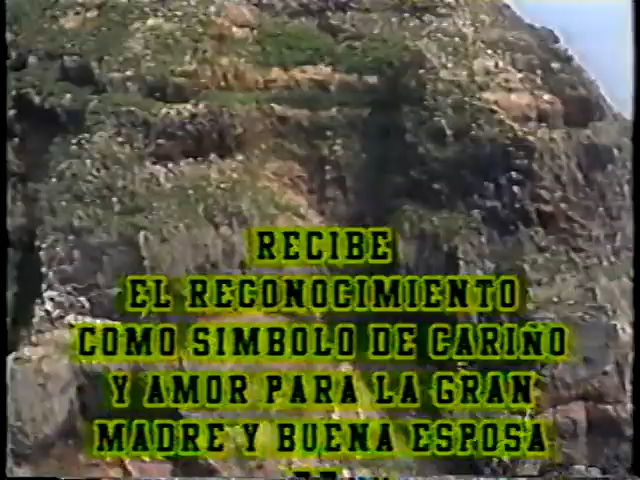 RECIBE
EL RECONOCIMIENTO
COMO SIMBOLO DE CARIÑO
Y AMOR PARA LA GRAN
MADRE Y BUENA ESPOSA